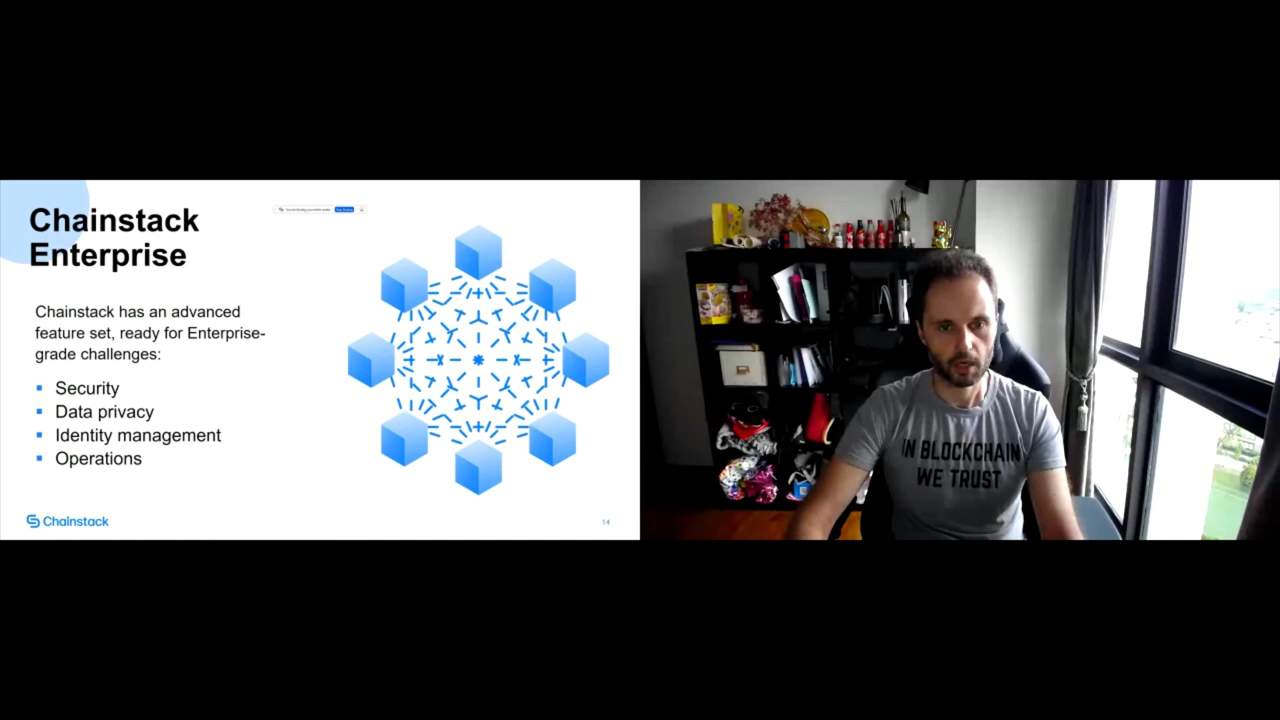 Chainstack
Enterprise
Chainstack has an advanced
feature set, ready for Enterprise-
grade challenges:
Security
Data privacy
Identity management
Operations
Chainstack
14
IN BLOCKCHAIN
WE TRUST